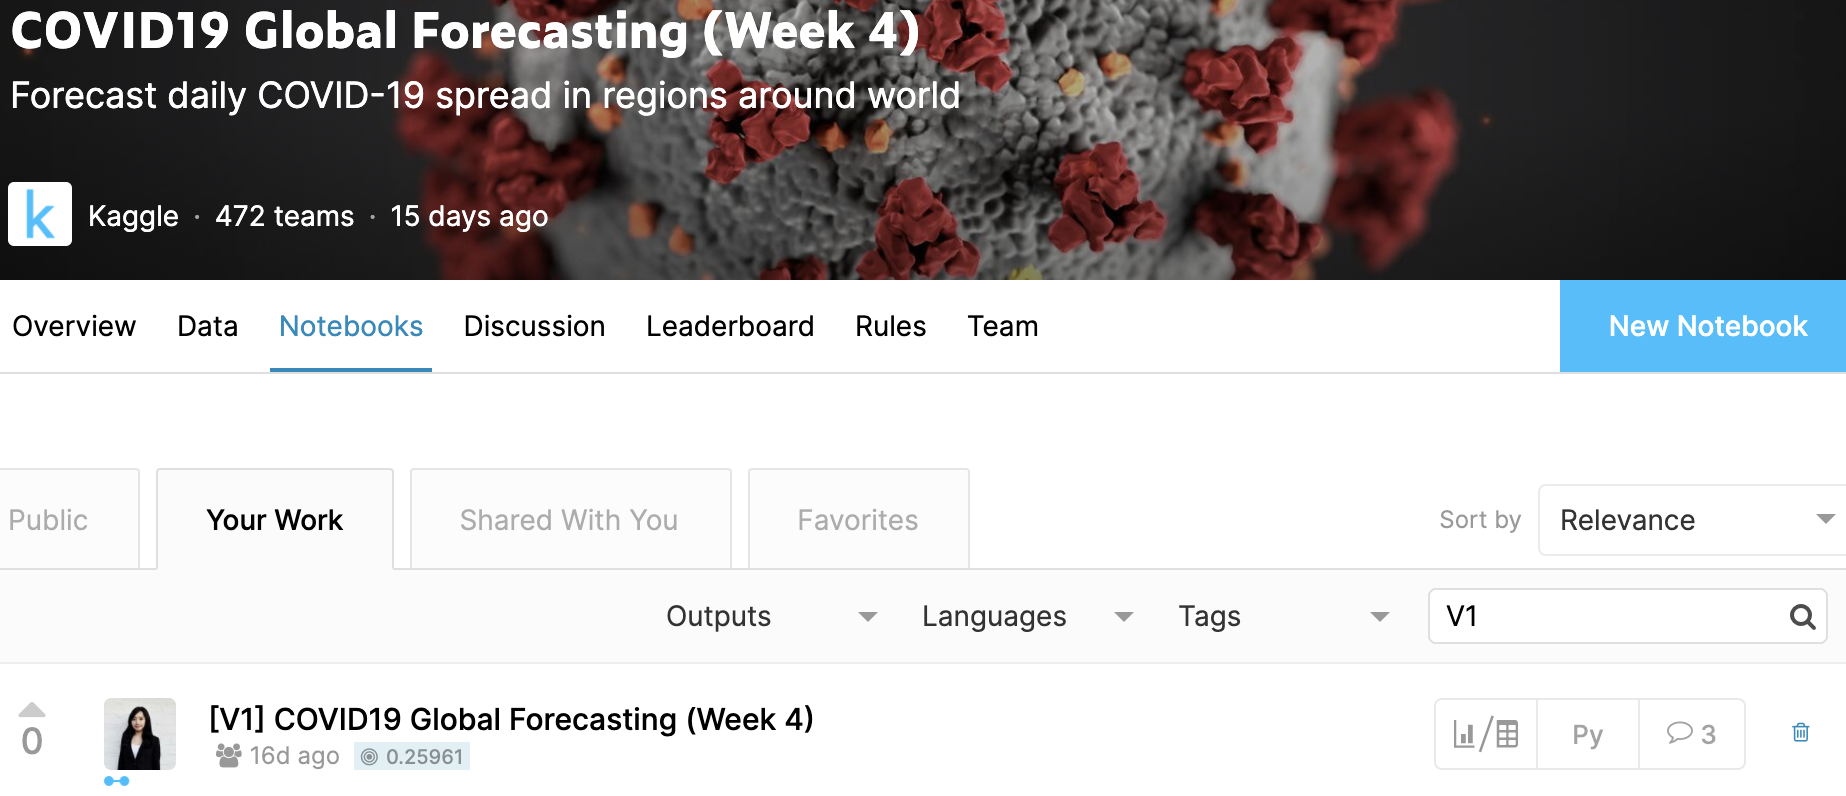 COVID19 Global Forecasting (Week 4)
Forecast daily COVID-19 spread in regions around world
k
Kaggle · 472 teams · 15 days ago
Overview Data Notebooks Discussion Leaderboard Rules Team New Notebook
Public Your Work Shared With You Favorites Sort by Relevance
Outputs Languages Tags V1
0 [V1] COVID19 Global Forecasting (Week 4) Py 3
16d ago 0.25961